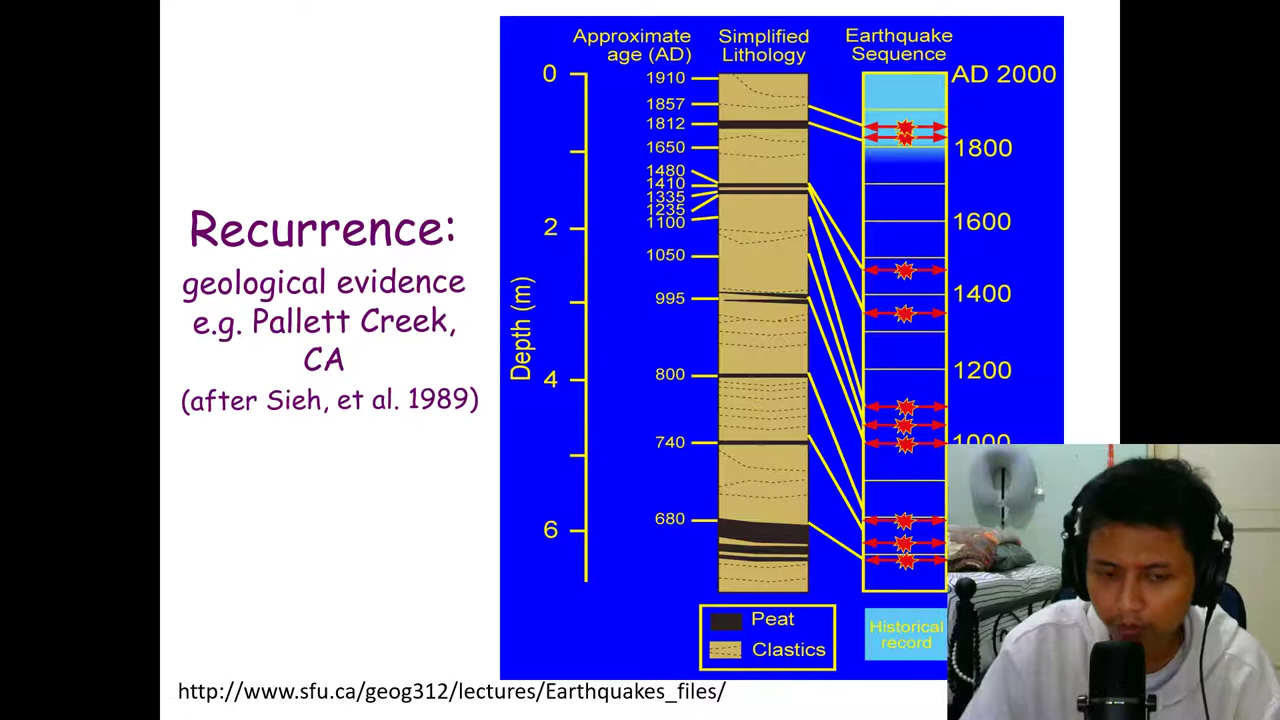 Recurrence:
geological evidence
e.g. Pallett Creek,
CA
(after Sieh, et al. 1989)
Approximate
age (AD)
Simplified
Lithology
Earthquake
Sequence
0
2
4
6
Depth (m)
1910
1857
1812
1650
1480
1410
1335
1235
1100
1050
995
800
740
680
AD 2000
1800
1600
1400
1200
1000
Peat
Clastics
Historical
record
http://www.sfu.ca/geog312/lectures/Earthquakes_files/